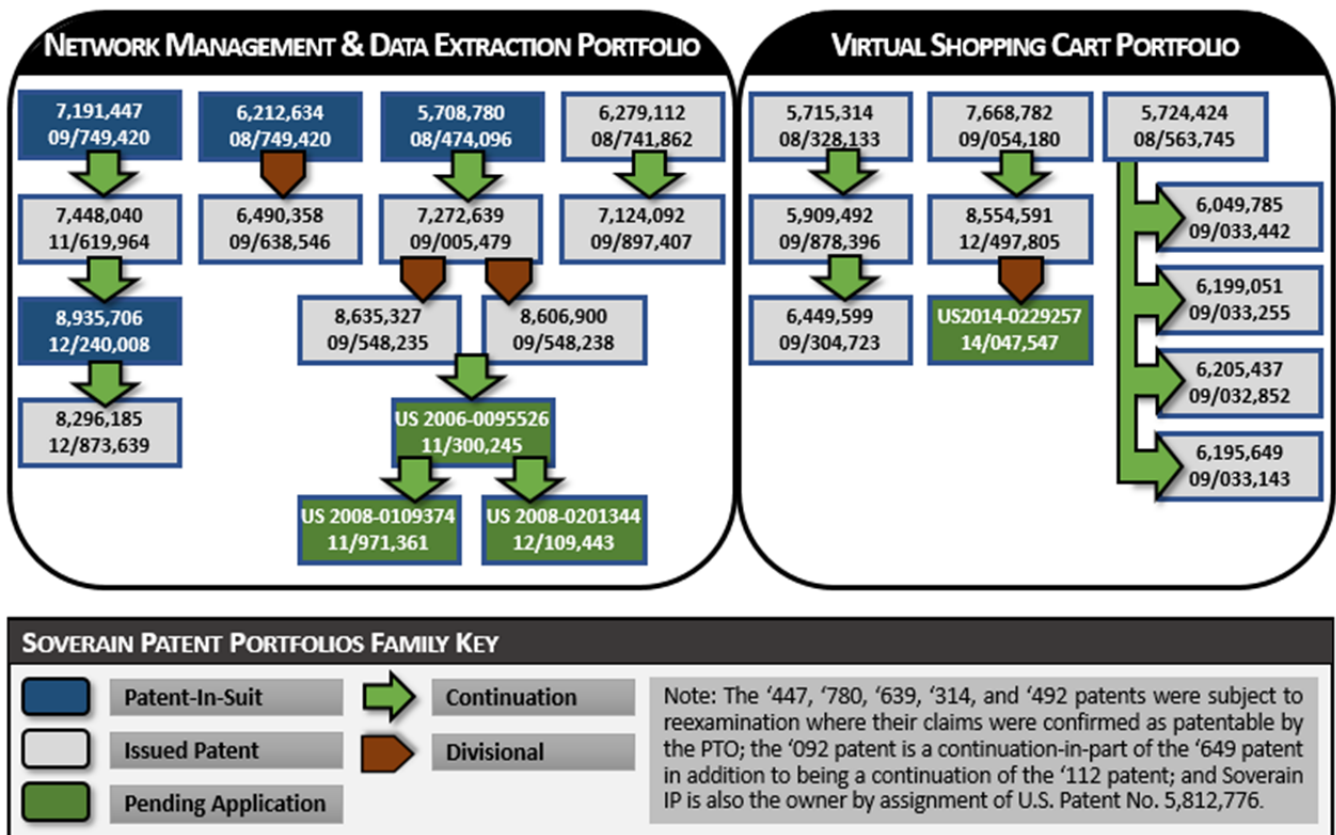 NETWORK MANAGEMENT & DATA EXTRACTION PORTFOLIO
7,191,447
09/749,420
6,212,634
08/749,420
5,708,780
08/474,096
6,279,112
08/741,862
7,448,040
11/619,964
6,490,358
09/638,546
7,272,639
09/005,479
7,124,092
09/897,407
8,935,706
12/240,008
8,635,327
09/548,235
8,606,900
09/548,238
8,296,185
12/873,639
US 2006-0095526
11/300,245
US 2008-0109374
11/971,361
US 2008-0201344
12/109,443
VIRTUAL SHOPPING CART PORTFOLIO
5,715,314
08/328,133
7,668,782
09/054,180
5,724,424
08/563,745
5,909,492
09/878,396
8,554,591
12/497,805
6,049,785
09/033,442
6,449,599
09/304,723
US2014-0229257
14/047,547
6,199,051
09/033,255
6,205,437
09/032,852
6,195,649
09/033,143
SOVERAIN PATENT PORTFOLIOS FAMILY KEY
Patent-In-Suit
Issued Patent
Pending Application
Continuation
Divisional
Note: The ‘447, ‘780, ‘639, ‘314, and ‘492 patents were subject to
reexamination where their claims were confirmed as patentable by
the PTO; the ‘092 patent is a continuation-in-part of the ‘649 patent
in addition to being a continuation of the ‘112 patent; and Soverain
IP is also the owner by assignment of U.S. Patent No. 5,812,776.